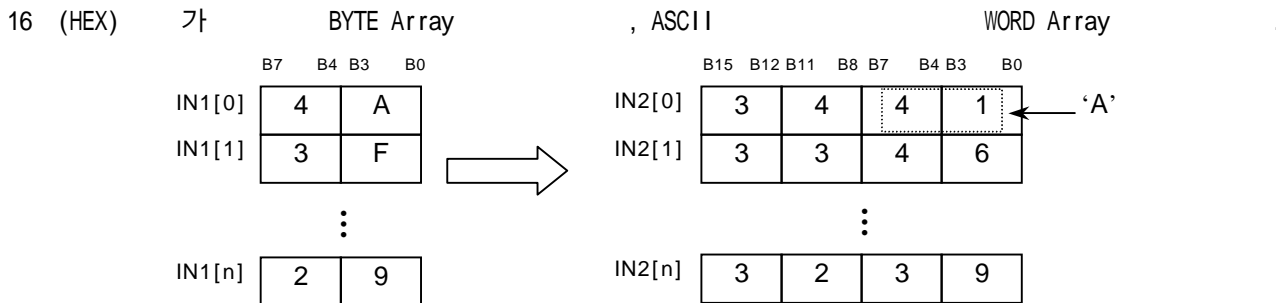 16 (HEX) 가 BYTE Array , ASCII WORD Array .
B7 B4 B3 B0 B15 B12 B11 B8 B7 B4 B3 B0
IN1[0] 4 A IN2[0] 3 4 4 1 ‘A’
IN1[1] 3 F IN2[1] 3 3 4 6
IN1[n] 2 9 IN2[n] 3 2 3 9